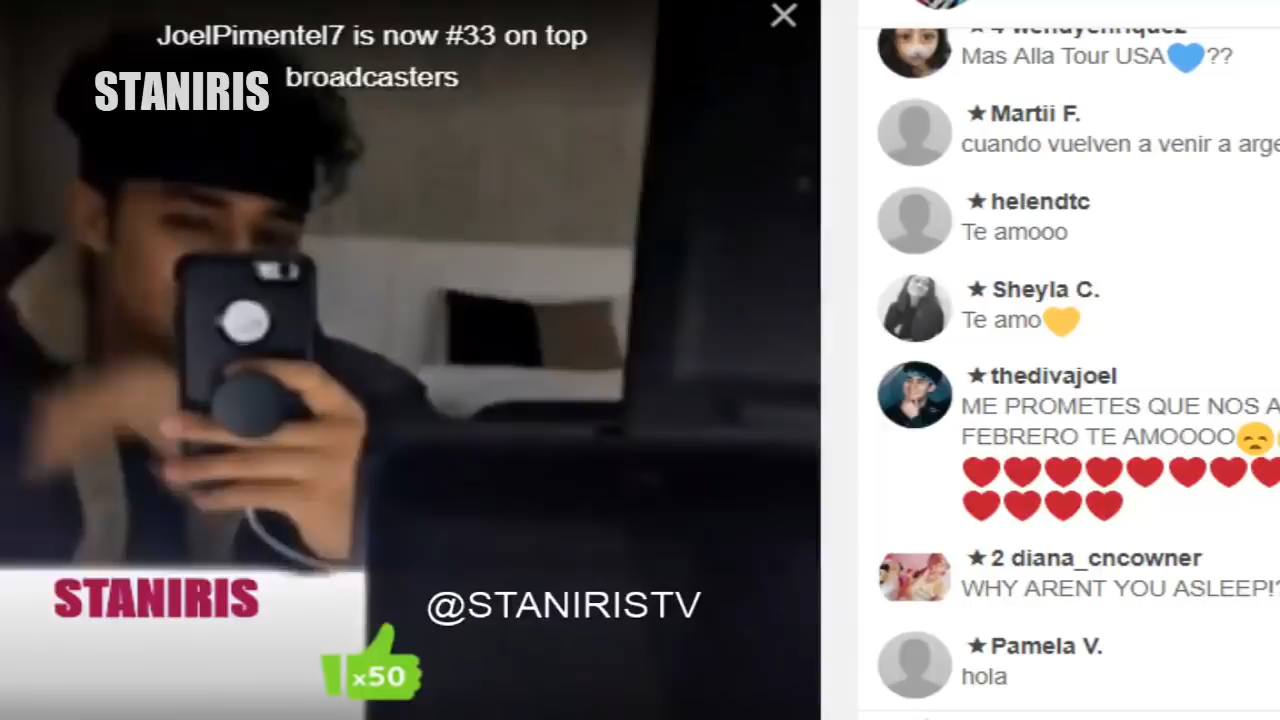 JoelPimentel7 is now #33 on top
broadcasters
STANIRIS
STANIRIS
@STANIRISTV
x50
★ 4 wendyenriquez
Mas Alla Tour USA💙??
★ Martii F.
cuando vuelven a venir a arge
★ helendtc
Te amooo
★ Sheyla C.
Te amo💛
★ thedivajoel
ME PROMETES QUE NOS A
FEBRERO TE AMOOOO😞
❤❤❤❤❤❤❤❤
❤❤❤❤
★ 2 diana_cncowner
WHY ARENT YOU ASLEEP!?
★ Pamela V.
hola